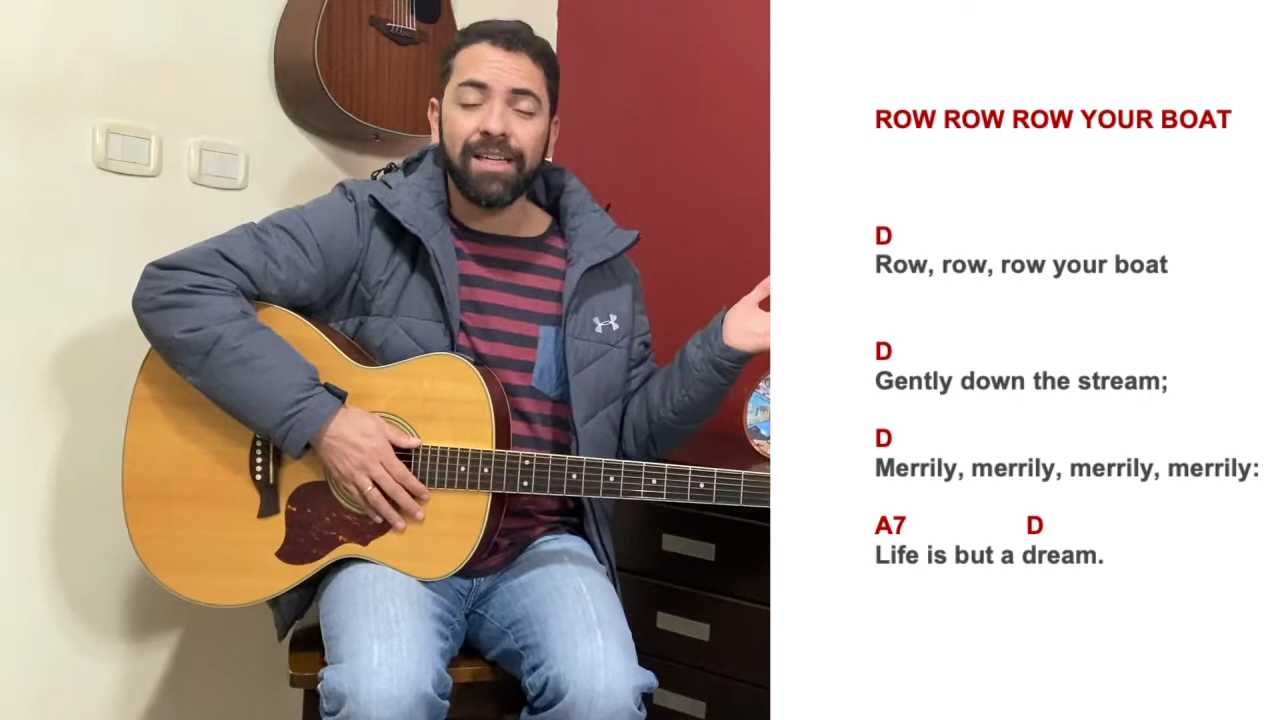 ROW ROW ROW YOUR BOAT
D
Row, row, row your boat
D
Gently down the stream;
D
Merrily, merrily, merrily, merrily:
A7 D
Life is but a dream.